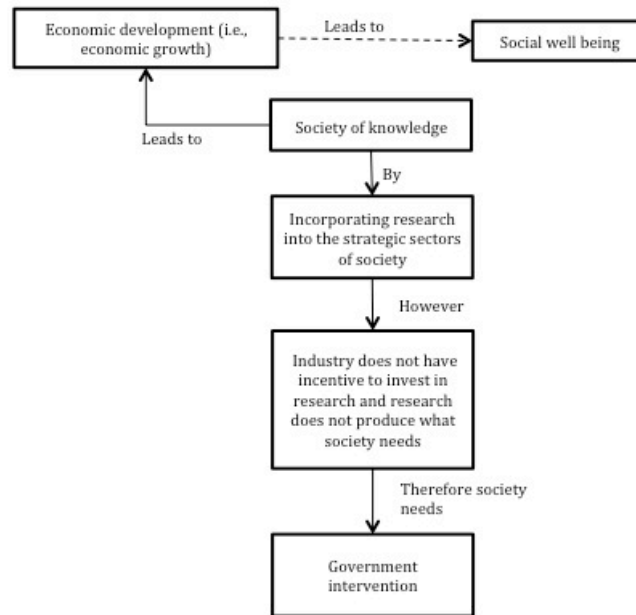 Economic development (i.e.,
economic growth)
Leads to
Social well being
Leads to
Society of knowledge
By
Incorporating research
into the strategic sectors
of society
However
Industry does not have
incentive to invest in
research and research
does not produce what
society needs
Therefore society
needs
Government
intervention